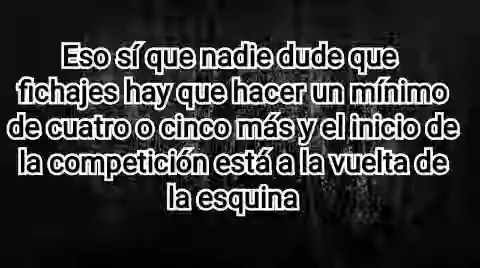 Eso sí que nadie dude que
fichajes hay que hacer un mínimo
de cuatro o cinco más y el inicio de
la competición está a la vuelta de
la esquina